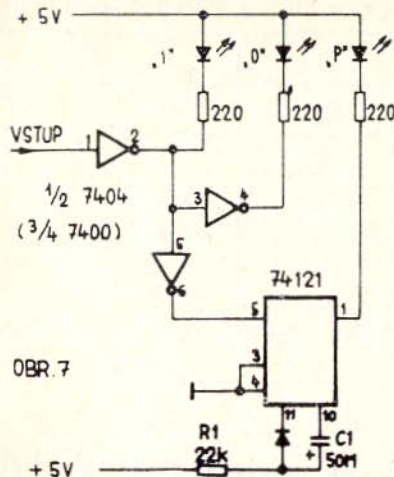 + 5V
„1" „0" „P"
220 220 220
VSTUP
1 2
1/2 7404
(3/4 7400)
3 4
5
6
74121
5 1
3
4
11 10
OBR.7
R1
22k
C1
+
50M
+ 5V